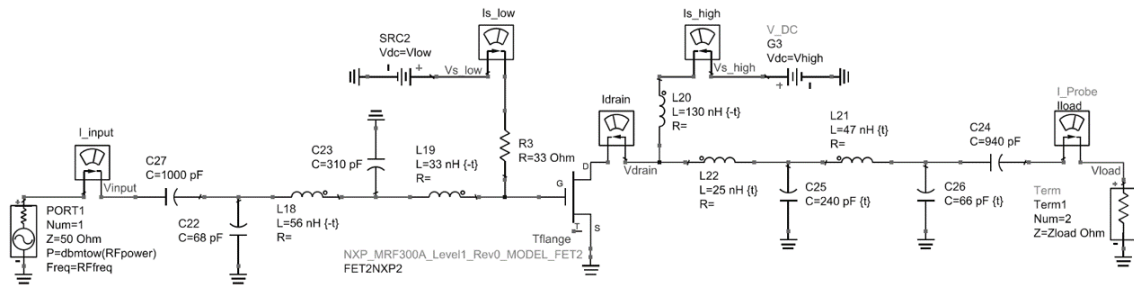 Is_low
Is_high
SRC2
Vdc=Vlow
Vs_low
V_DC
G3
Vdc=Vhigh
Vs_high
I_input
Vinput
C27
C=1000 pF
C23
C=310 pF
L19
L=33 nH {-t}
R=
R3
R=33 Ohm
Idrain
Vdrain
L20
L=130 nH {-t}
R=
L21
L=47 nH {t}
R=
C24
C=940 pF
I_Probe
Iload
Vload
PORT1
Num=1
Z=50 Ohm
P=dbmtow(RFpower)
Freq=RFfreq
C22
C=68 pF
L18
L=56 nH {-t}
R=
G
D
S
T
Tflange
NXP_MRF300A_Level1_Rev0_MODEL_FET2
FET2NXP2
L22
L=25 nH {t}
R=
C25
C=240 pF {t}
C26
C=66 pF {t}
Term
Term1
Num=2
Z=Zload Ohm